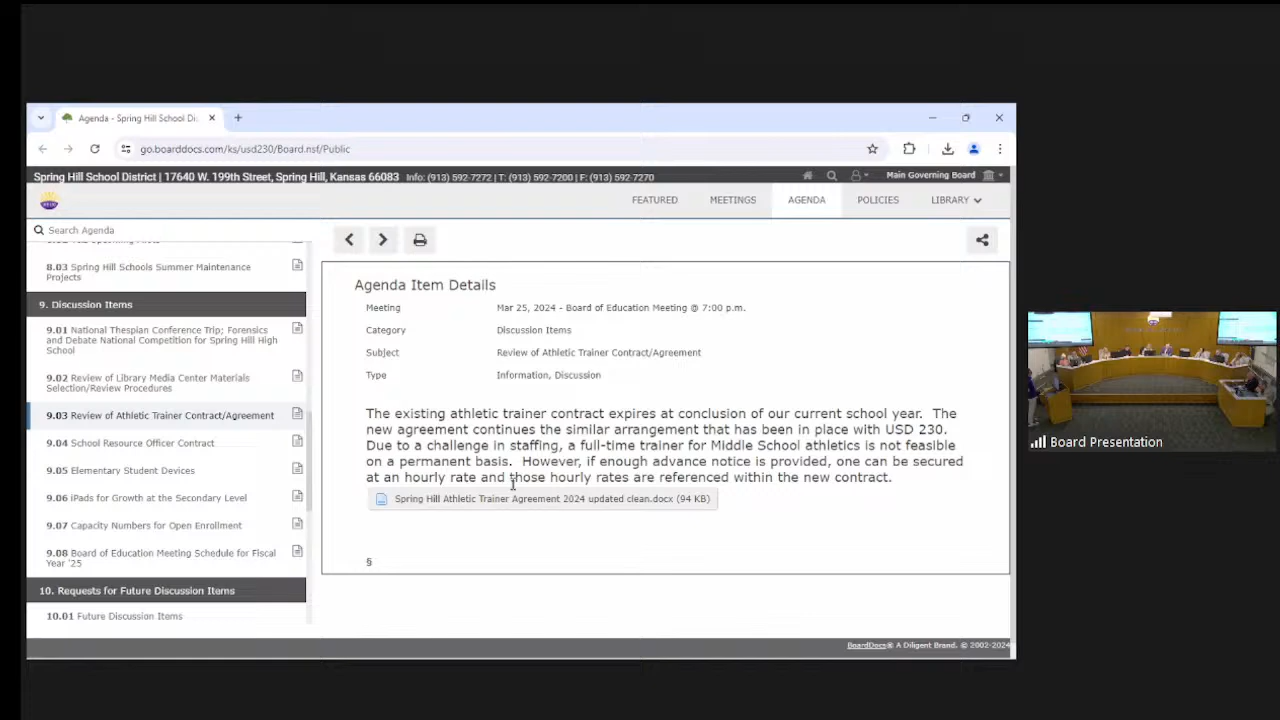 Agenda - Spring Hill School Di
go.boarddocs.com/ks/usd230/Board.nsf/Public
Spring Hill School District | 17640 W. 199th Street, Spring Hill, Kansas 66083 Info: (913) 592-7272 | T: (913) 592-7200 | F: (913) 592-7270
Main Governing Board
FEATURED MEETINGS AGENDA POLICIES LIBRARY
Search Agenda
8.03 Spring Hill Schools Summer Maintenance
Projects
9. Discussion Items
9.01 National Thespian Conference Trip; Forensics
and Debate National Competition for Spring Hill High
School
9.02 Review of Library Media Center Materials
Selection/Review Procedures
9.03 Review of Athletic Trainer Contract/Agreement
9.04 School Resource Officer Contract
9.05 Elementary Student Devices
9.06 iPads for Growth at the Secondary Level
9.07 Capacity Numbers for Open Enrollment
9.08 Board of Education Meeting Schedule for Fiscal
Year '25
10. Requests for Future Discussion Items
10.01 Future Discussion Items
Agenda Item Details
Meeting Mar 25, 2024 - Board of Education Meeting @ 7:00 p.m.
Category Discussion Items
Subject Review of Athletic Trainer Contract/Agreement
Type Information, Discussion
The existing athletic trainer contract expires at conclusion of our current school year. The
new agreement continues the similar arrangement that has been in place with USD 230.
Due to a challenge in staffing, a full-time trainer for Middle School athletics is not feasible
on a permanent basis. However, if enough advance notice is provided, one can be secured
at an hourly rate and those hourly rates are referenced within the new contract.
Spring Hill Athletic Trainer Agreement 2024 updated clean.docx (94 KB)
§
BoardDocs® A Diligent Brand. © 2002-2024
Board Presentation